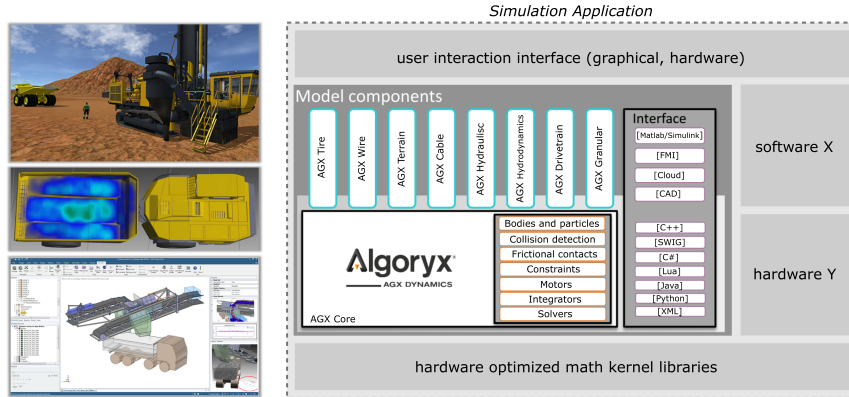 Simulation Application
user interaction interface (graphical, hardware)
Model components
AGX Tire
AGX Wire
AGX Terrain
AGX Cable
AGX Hydraulisc
AGX Hydrodynamics
AGX Drivetrain
AGX Granular
Interface
[Matlab/Simulink]
[FMI]
[Cloud]
[CAD]
[C++]
[SWIG]
[C#]
[Lua]
[Java]
[Python]
[XML]
Algoryx
AGX DYNAMICS
AGX Core
Bodies and particles
Collision detection
Frictional contacts
Constraints
Motors
Integrators
Solvers
software X
hardware Y
hardware optimized math kernel libraries